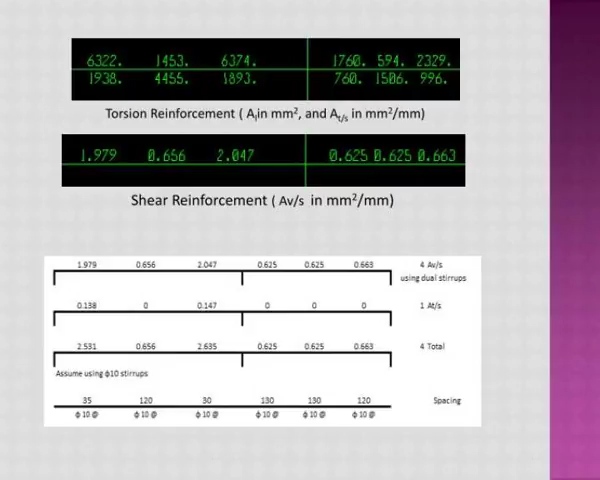 6322. 1453. 6374. 1760. 594. 2329.
1938. 4455. 1893. 760. 1506. 996.
Torsion Reinforcement ( Alin mm², and At/s in mm²/mm)
1.979 0.656 2.047 0.625 0.625 0.663
Shear Reinforcement ( Av/s in mm²/mm)
1.979 0.656 2.047 0.625 0.625 0.663 4 Av/s
using dual stirrups
0.138 0 0.147 0 0 0 1 At/s
2.531 0.656 2.635 0.625 0.625 0.663 4 Total
Assume using ϕ10 stirrups
35 120 30 130 130 120 Spacing
ϕ 10 @ ϕ 10 @ ϕ 10 @ ϕ 10 @ ϕ 10 @ ϕ 10 @